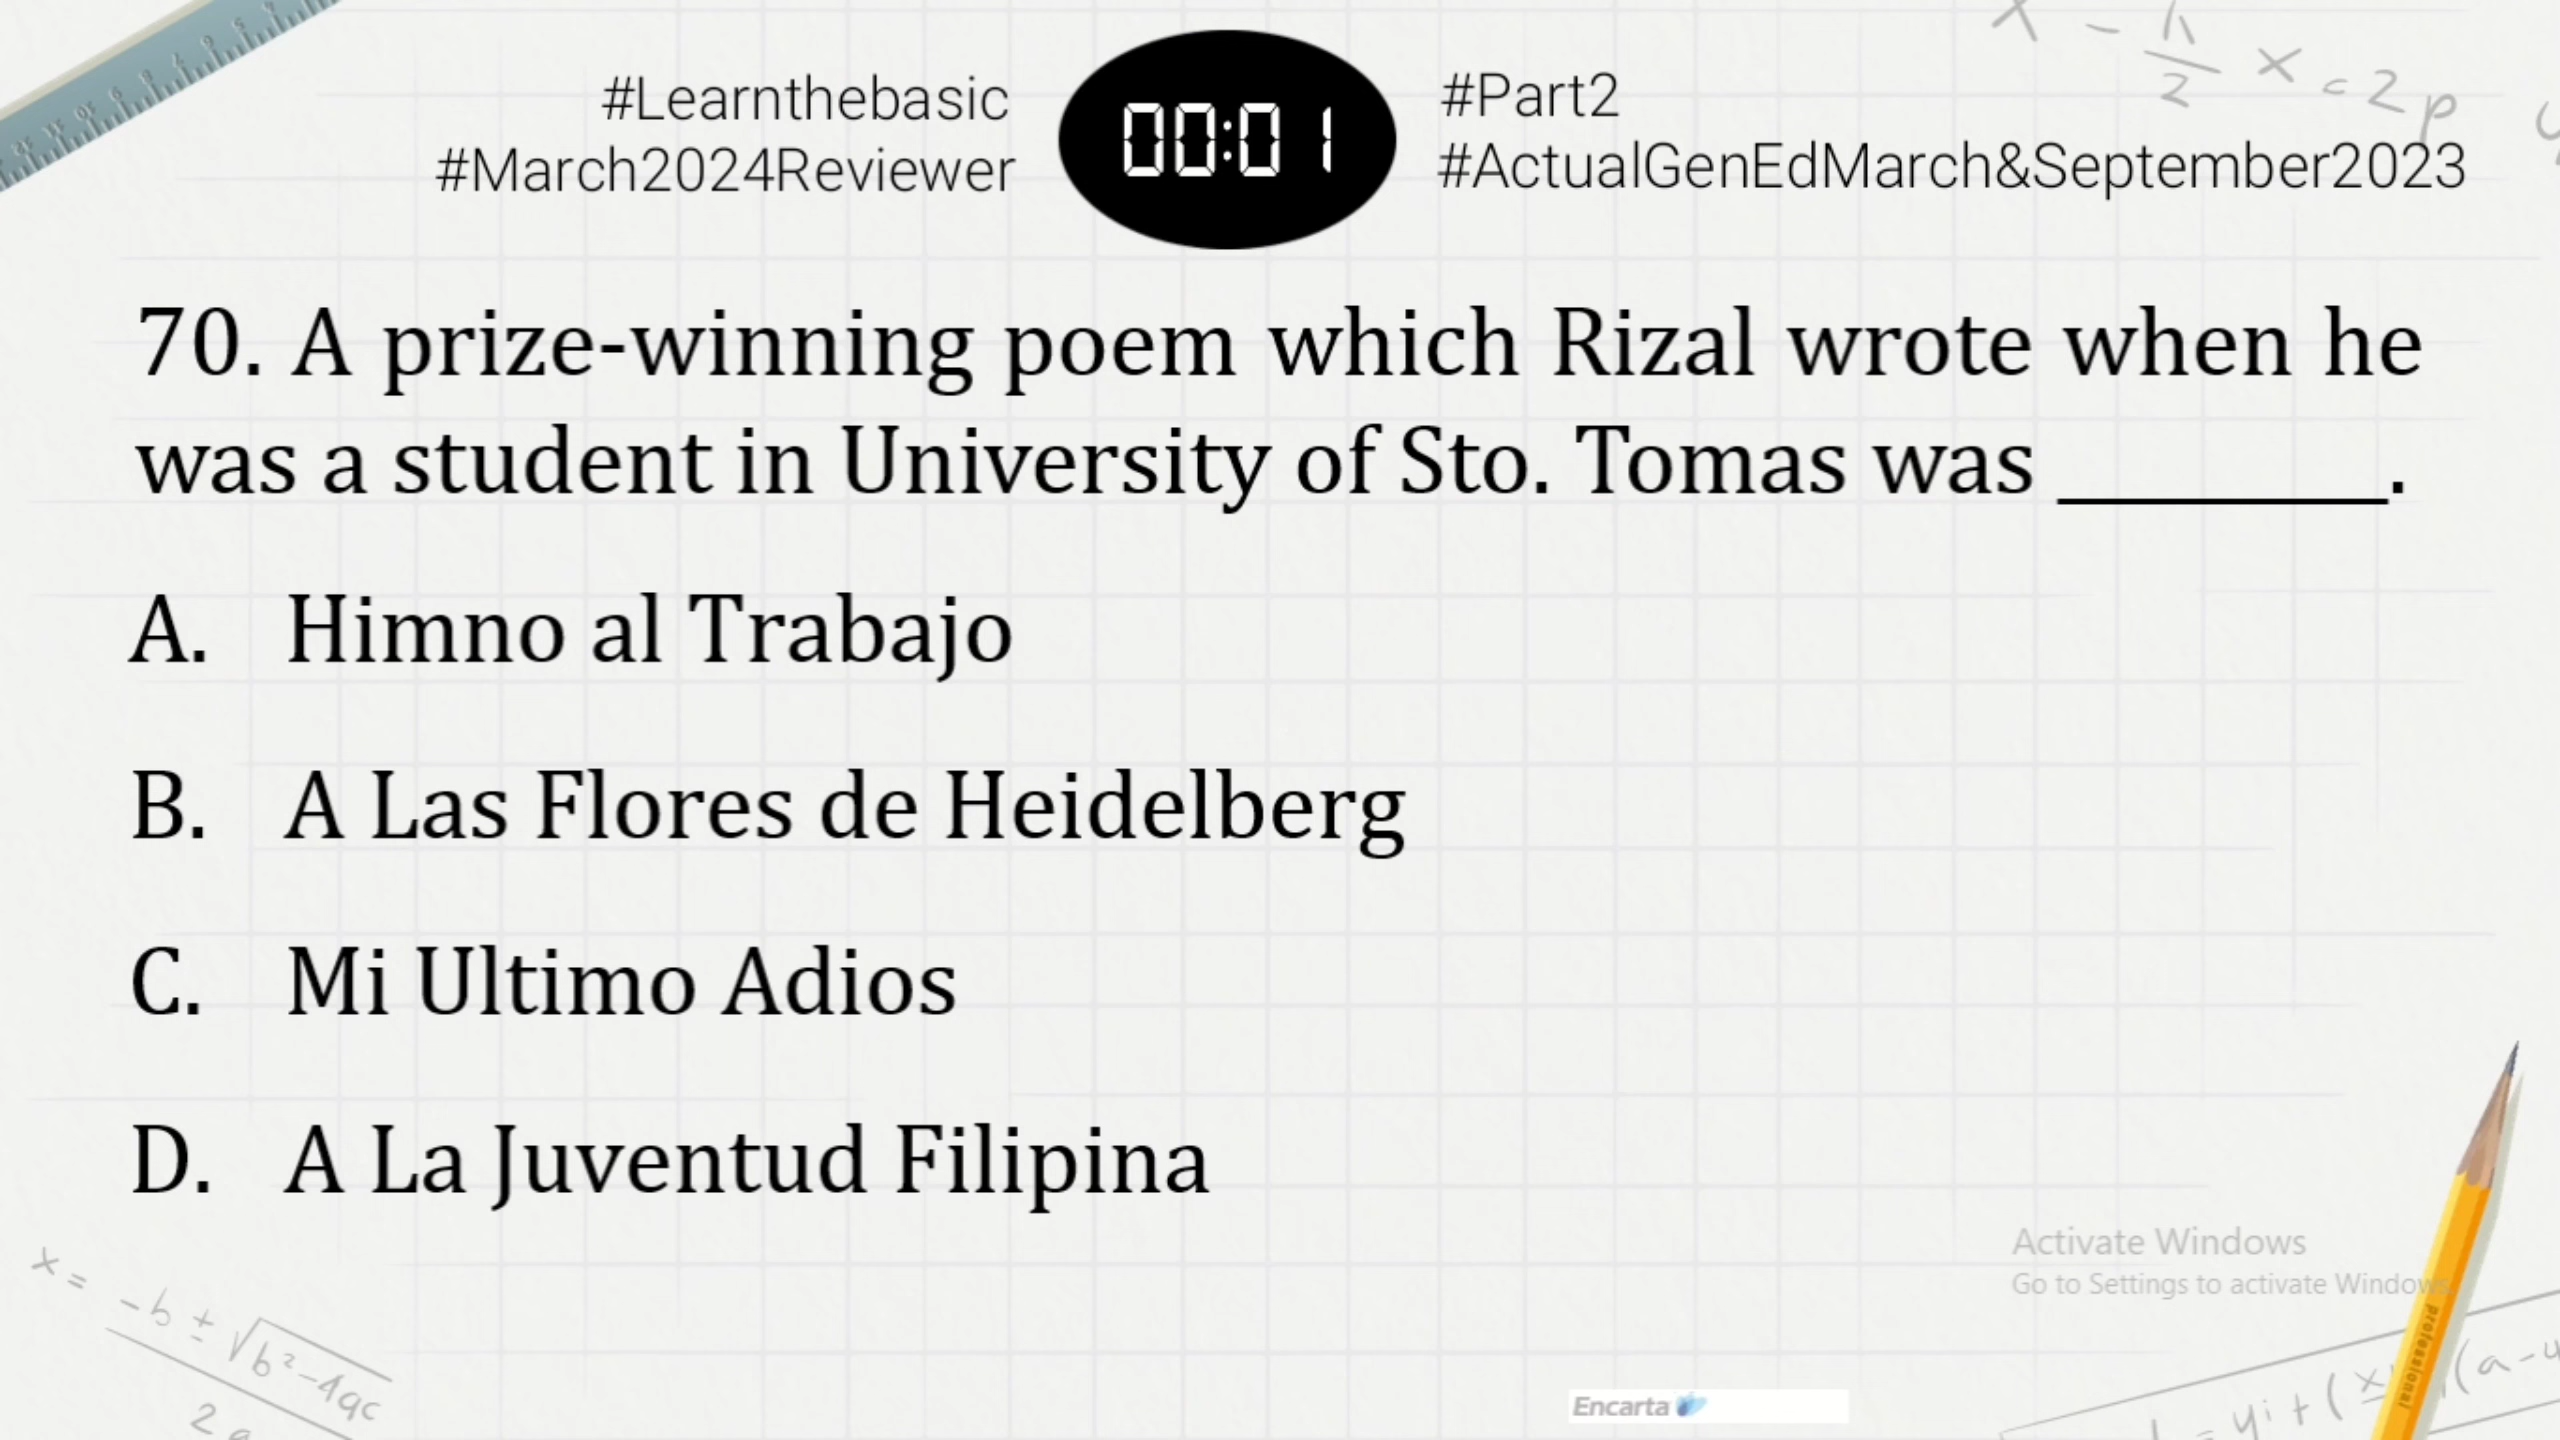 #Learnthebasic
#March2024Reviewer
00:01
#Part2
#ActualGenEdMarch&September2023
70. A prize-winning poem which Rizal wrote when he
was a student in University of Sto. Tomas was ________.
A. Himno al Trabajo
B. A Las Flores de Heidelberg
C. Mi Ultimo Adios
D. A La Juventud Filipina
Activate Windows
Go to Settings to activate Windows.
professional
Encarta